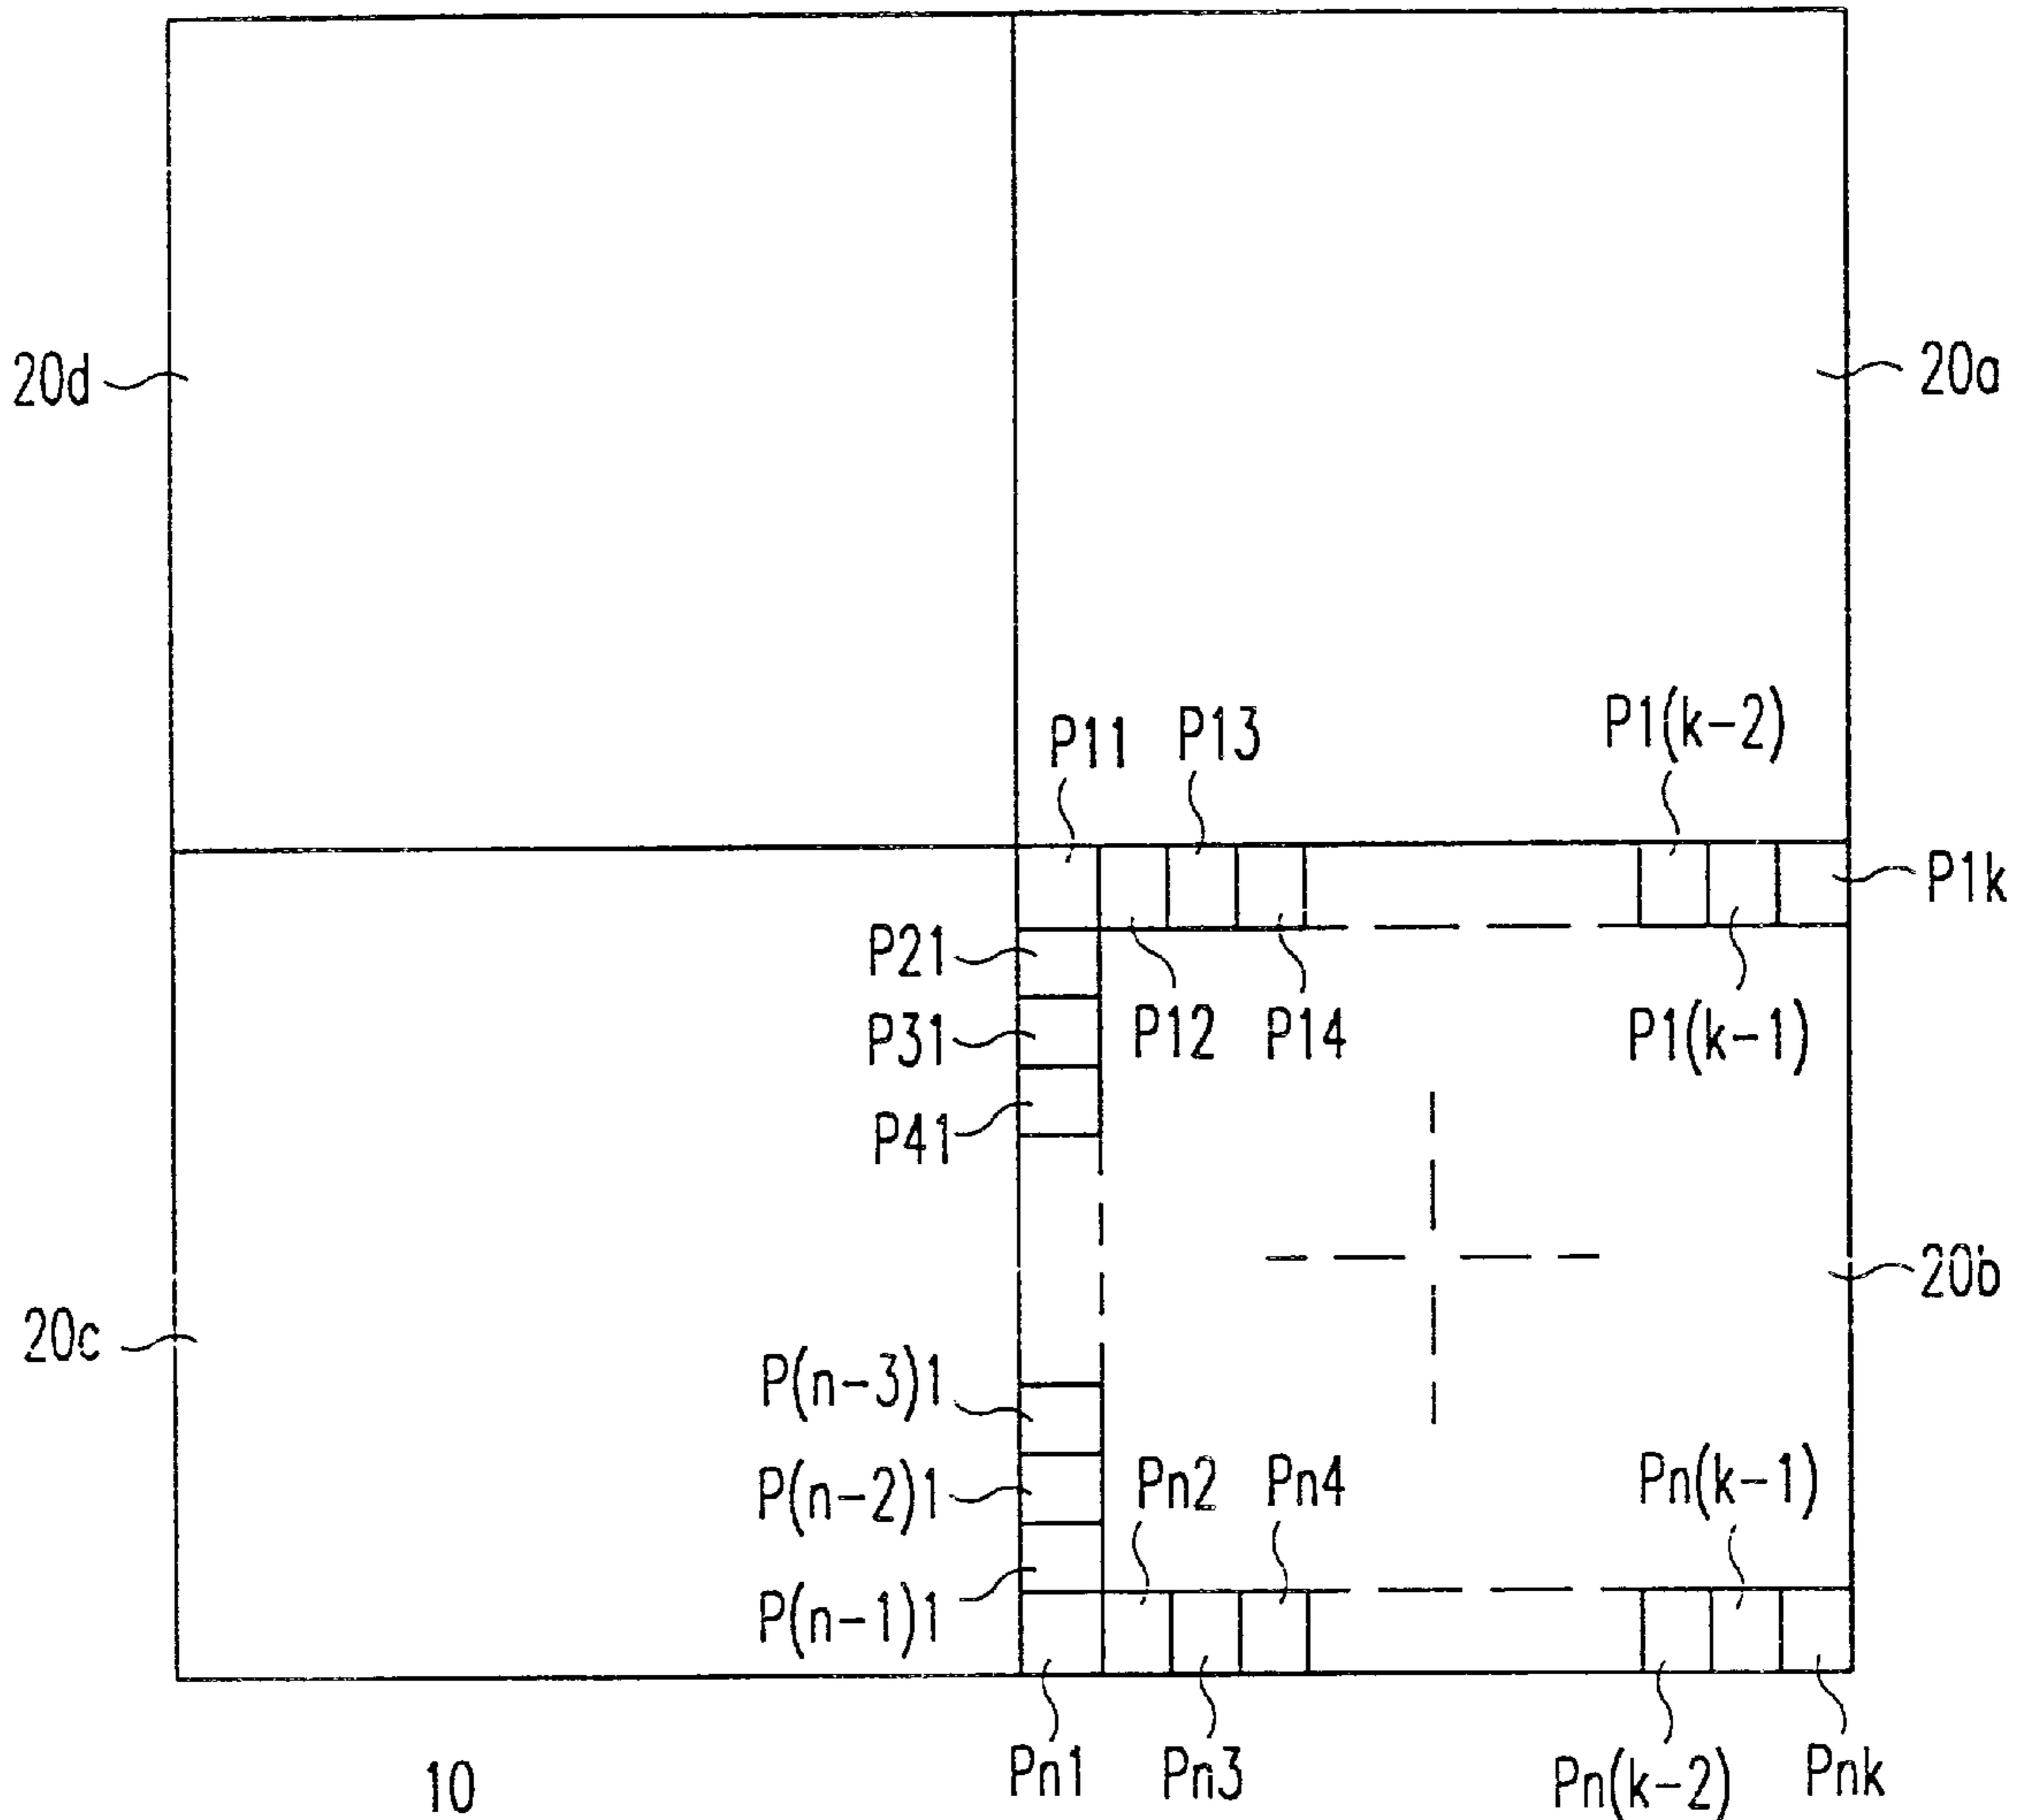 20d
20a
P11
P13
P1(k-2)
P1k
P21
P12
P14
P1(k-1)
P31
P41
20b
20c
P(n-3)1
P(n-2)1
Pn2
Pn4
Pn(k-1)
P(n-1)1
Pn1
Pn3
Pn(k-2)
Pnk
10